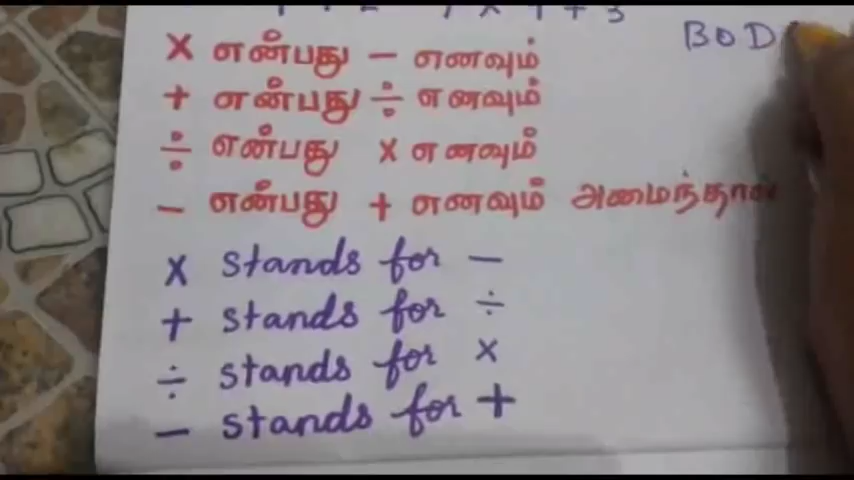 BOD
× என்பது − எனவும்
+ என்பது ÷ எனவும்
÷ என்பது × எனவும்
− என்பது + எனவும்
× stands for −
+ stands for ÷
÷ stands for ×
− stands for +